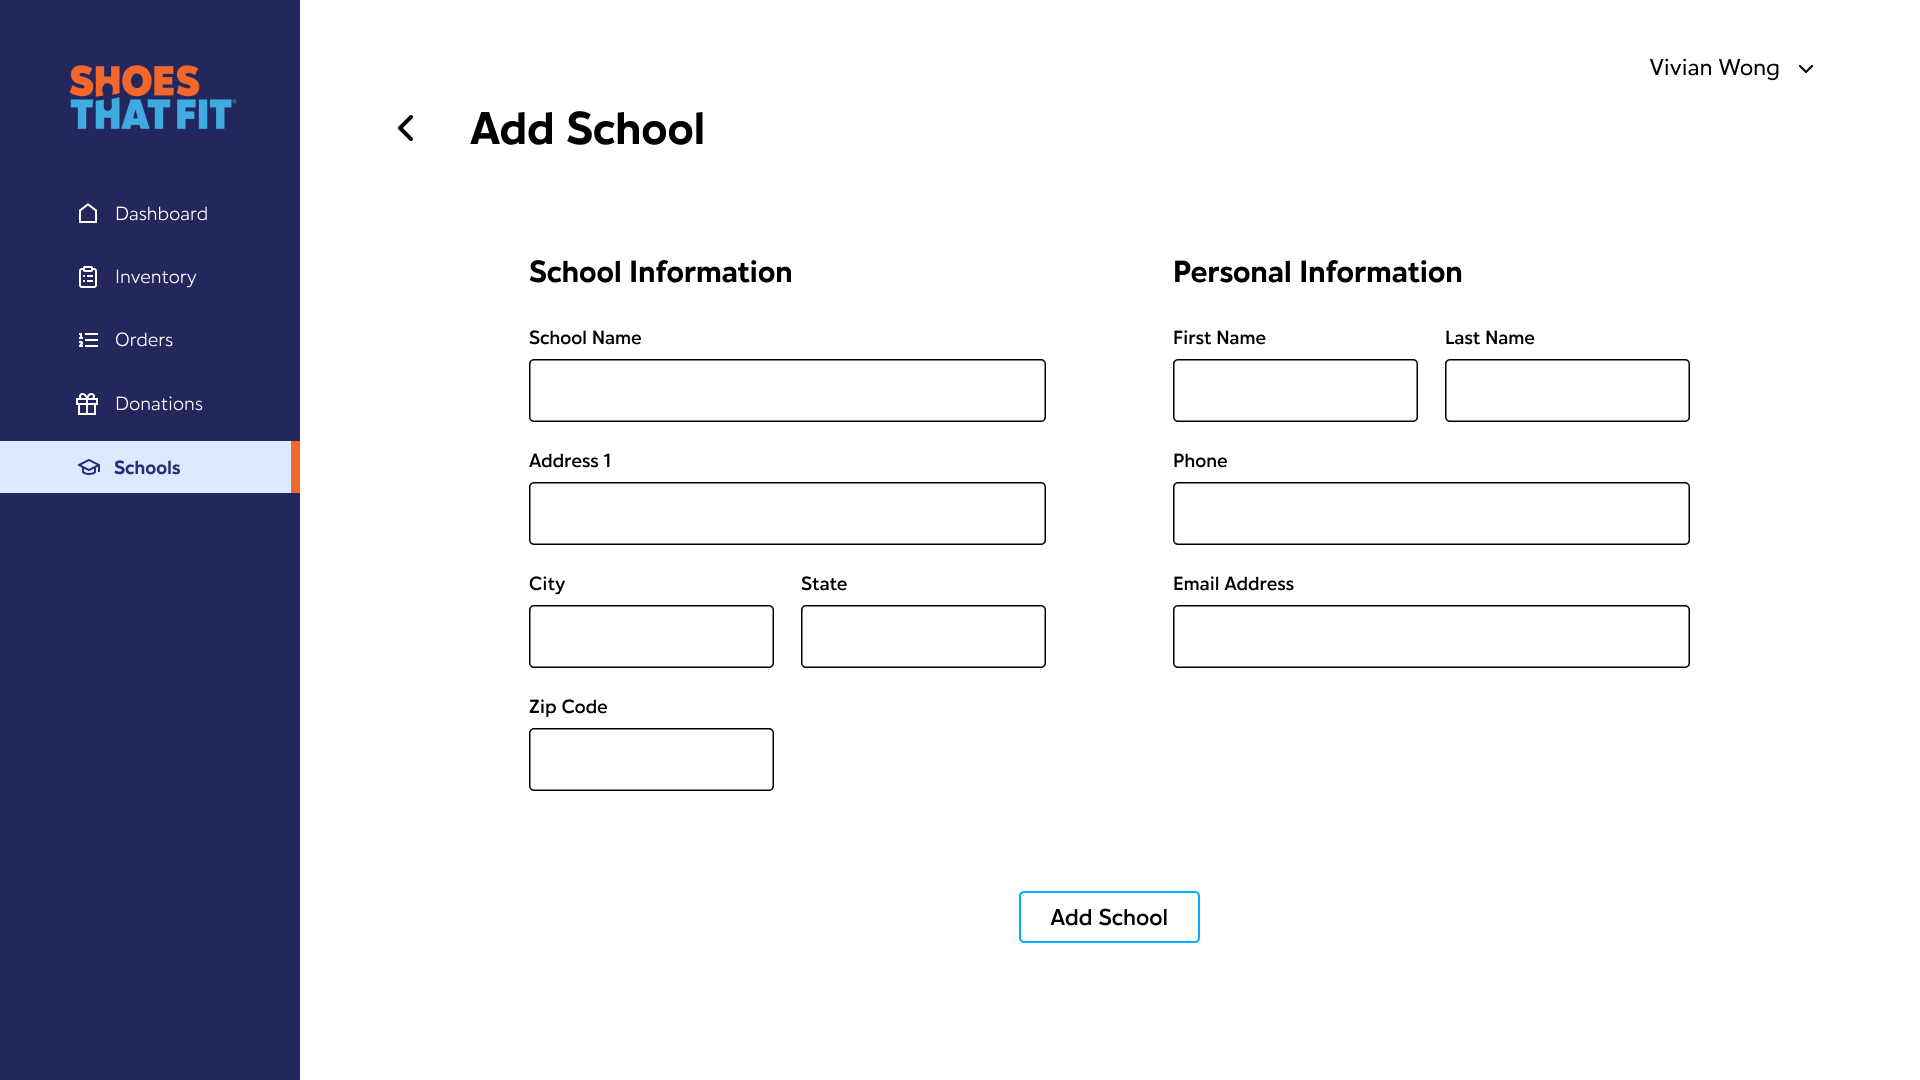 SHOES
THAT FIT
Dashboard
Inventory
Orders
Donations
Schools
Vivian Wong
Add School
School Information
School Name
Address 1
City State
Zip Code
Personal Information
First Name Last Name
Phone
Email Address
Add School